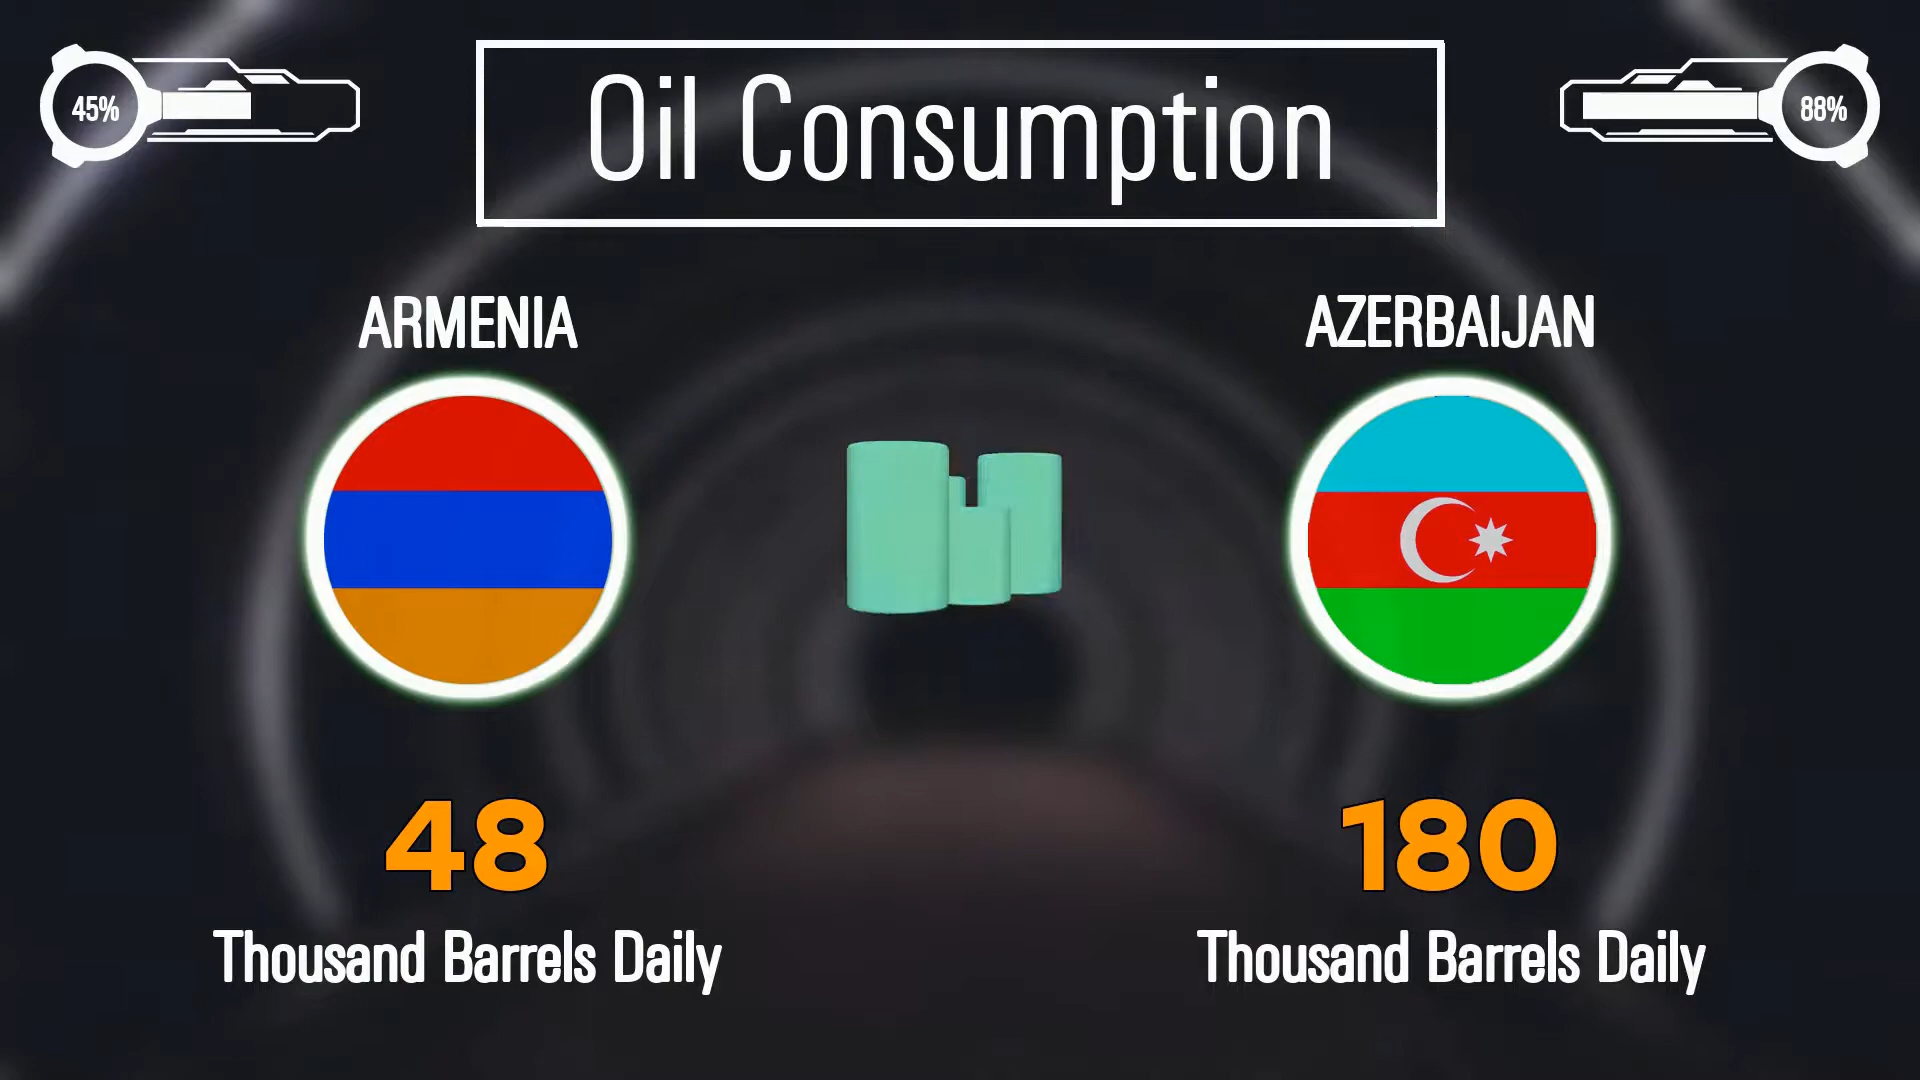 45%
Oil Consumption
88%
ARMENIA
AZERBAIJAN
48
180
Thousand Barrels Daily
Thousand Barrels Daily